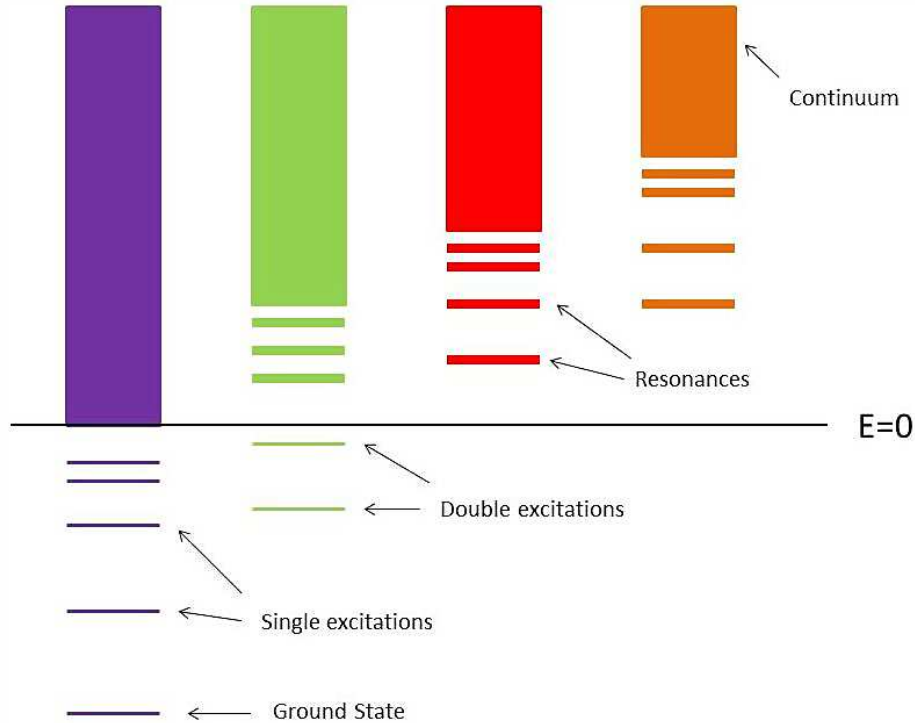 Continuum
Resonances
E=0
Double excitations
Single excitations
Ground State